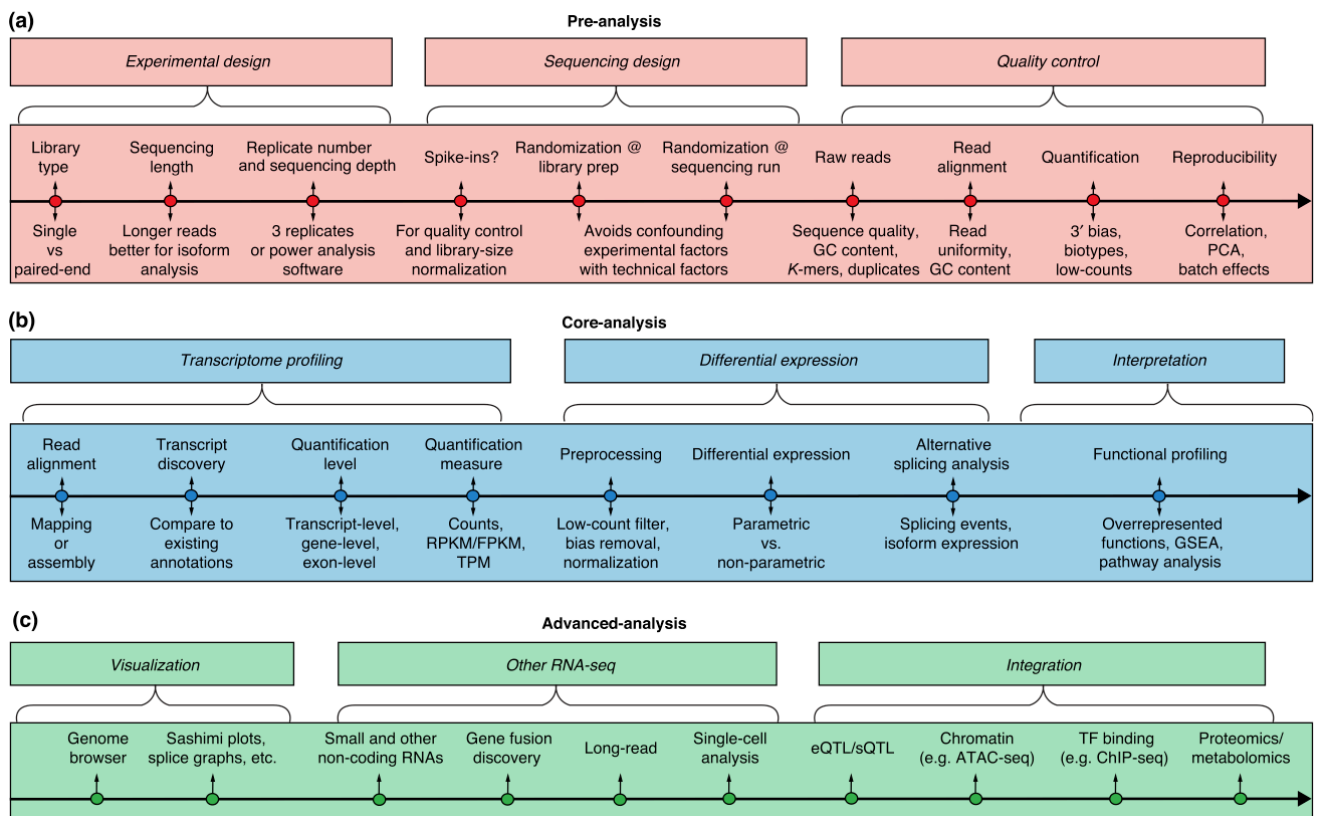 (a)
Pre-analysis
Experimental design
Sequencing design
Quality control
Library
type
Sequencing
length
Replicate number
and sequencing depth
Spike-ins?
Randomization @
library prep
Randomization @
sequencing run
Raw reads
Read
alignment
Quantification
Reproducibility
Single
vs
paired-end
Longer reads
better for isoform
analysis
3 replicates
or power analysis
software
For quality control
and library-size
normalization
Avoids confounding
experimental factors
with technical factors
Sequence quality,
GC content,
K-mers, duplicates
Read
uniformity,
GC content
3′ bias,
biotypes,
low-counts
Correlation,
PCA,
batch effects
(b)
Core-analysis
Transcriptome profiling
Differential expression
Interpretation
Read
alignment
Transcript
discovery
Quantification
level
Quantification
measure
Preprocessing
Differential expression
Alternative
splicing analysis
Functional profiling
Mapping
or
assembly
Compare to
existing
annotations
Transcript-level,
gene-level,
exon-level
Counts,
RPKM/FPKM,
TPM
Low-count filter,
bias removal,
normalization
Parametric
vs.
non-parametric
Splicing events,
isoform expression
Overrepresented
functions, GSEA,
pathway analysis
(c)
Advanced-analysis
Visualization
Other RNA-seq
Integration
Genome
browser
Sashimi plots,
splice graphs, etc.
Small and other
non-coding RNAs
Gene fusion
discovery
Long-read
Single-cell
analysis
eQTL/sQTL
Chromatin
(e.g. ATAC-seq)
TF binding
(e.g. ChIP-seq)
Proteomics/
metabolomics